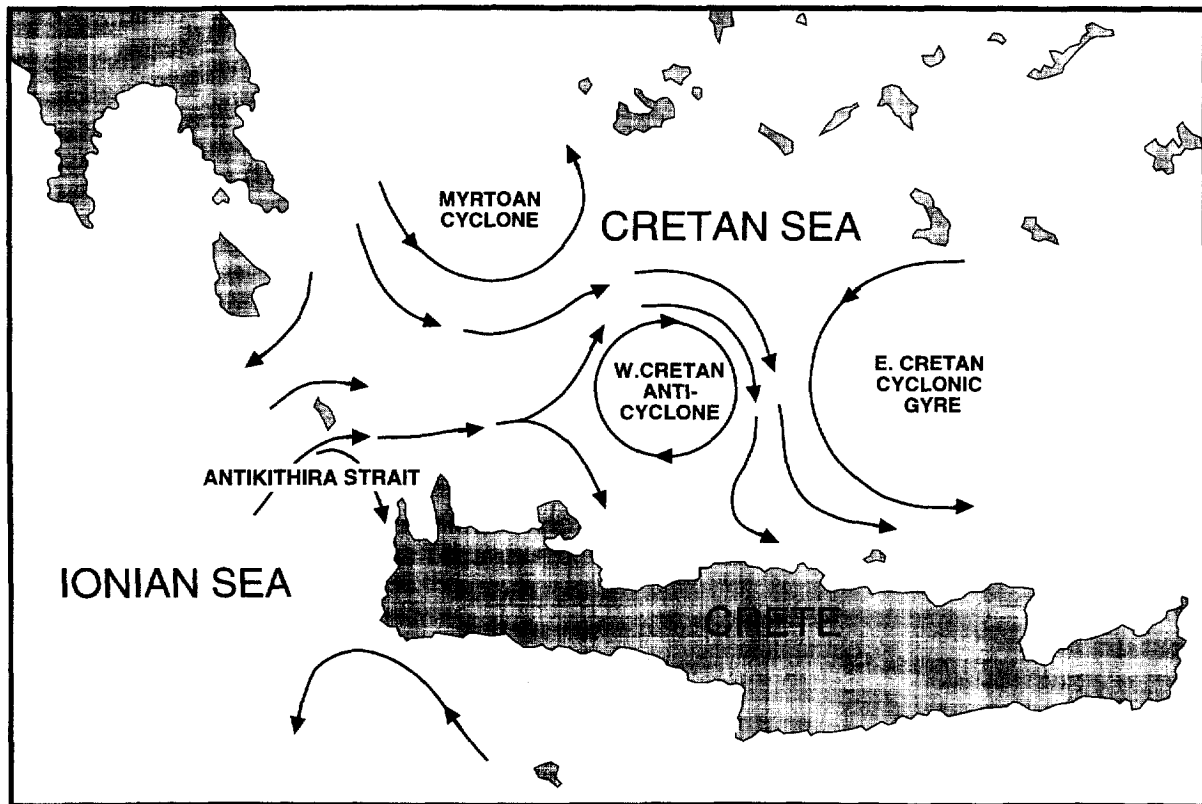 MYRTOAN
CYCLONE
CRETAN SEA
W.CRETAN
ANTI-
CYCLONE
E. CRETAN
CYCLONIC
GYRE
ANTIKITHIRA STRAIT
IONIAN SEA
CRETE